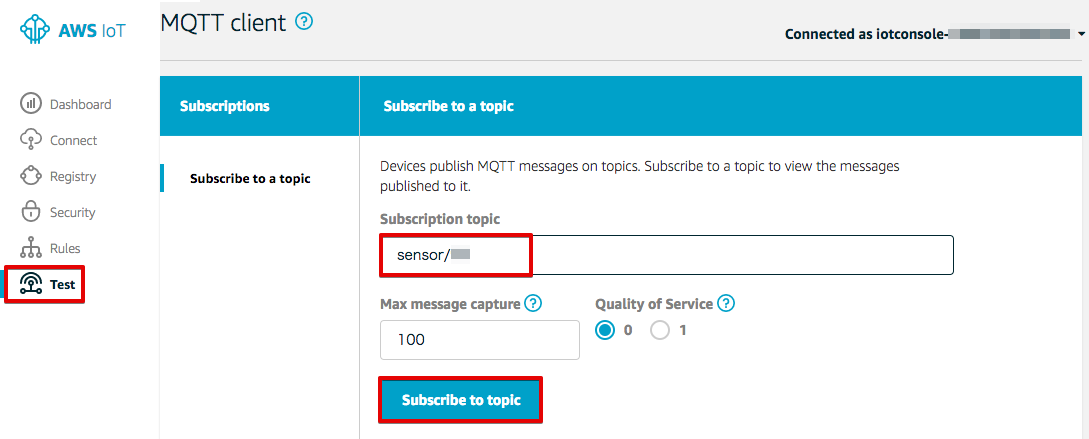 AWS IoT
MQTT client ?
Connected as iotconsole-
Dashboard
Connect
Registry
Security
Rules
Test
Subscriptions
Subscribe to a topic
Subscribe to a topic
Devices publish MQTT messages on topics. Subscribe to a topic to view the messages
published to it.
Subscription topic
sensor/
Max message capture ?
Quality of Service ?
100
0 1
Subscribe to topic